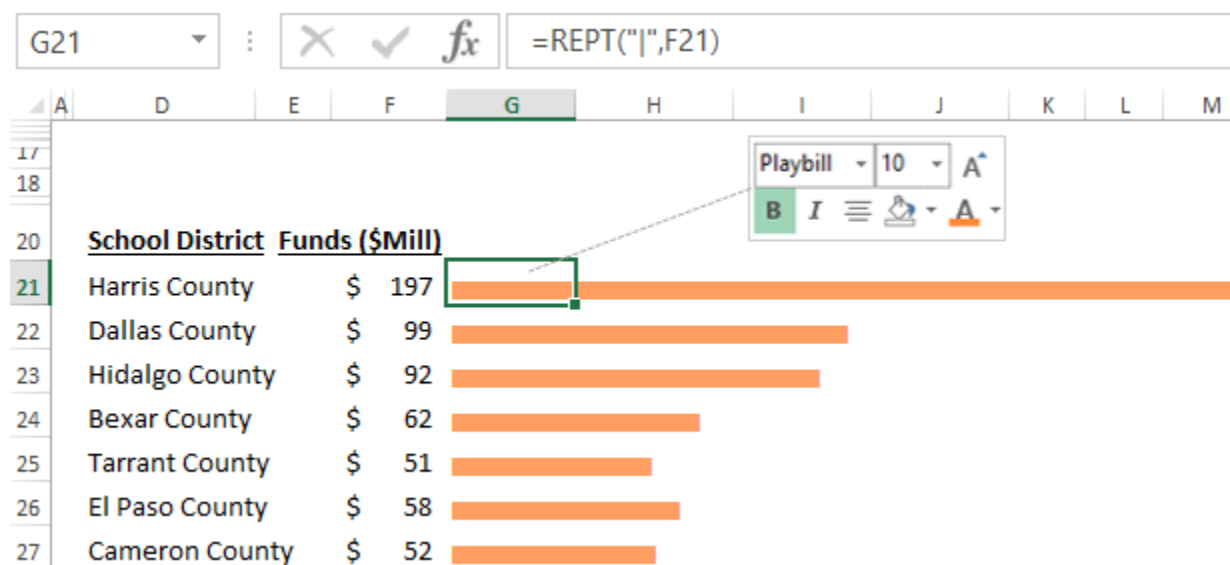 G21 fx =REPT("|",F21)
A D E F G H I J K L M
17
Playbill 10 A
18
B I A
20 School District Funds ($Mill)
21 Harris County $ 197
22 Dallas County $ 99
23 Hidalgo County $ 92
24 Bexar County $ 62
25 Tarrant County $ 51
26 El Paso County $ 58
27 Cameron County $ 52